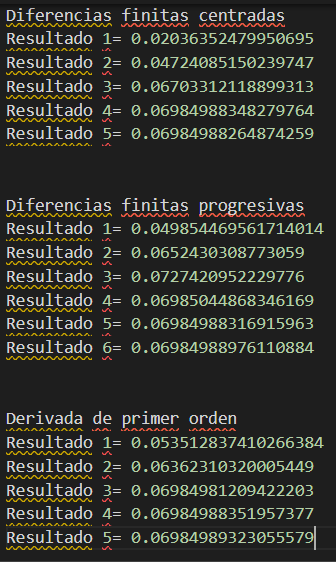 Diferencias finitas centradas
Resultado 1= 0.02036352479950695
Resultado 2= 0.04724085150239747
Resultado 3= 0.06703312118899313
Resultado 4= 0.06984988348279764
Resultado 5= 0.06984988264874259
Diferencias finitas progresivas
Resultado 1= 0.049854469561714014
Resultado 2= 0.0652430308773059
Resultado 3= 0.0727420952229776
Resultado 4= 0.06985044868346169
Resultado 5= 0.06984988316915963
Resultado 6= 0.06984988976110884
Derivada de primer orden
Resultado 1= 0.053512837410266384
Resultado 2= 0.06362310320005449
Resultado 3= 0.06984981209422203
Resultado 4= 0.06984988351957377
Resultado 5= 0.06984989323055579